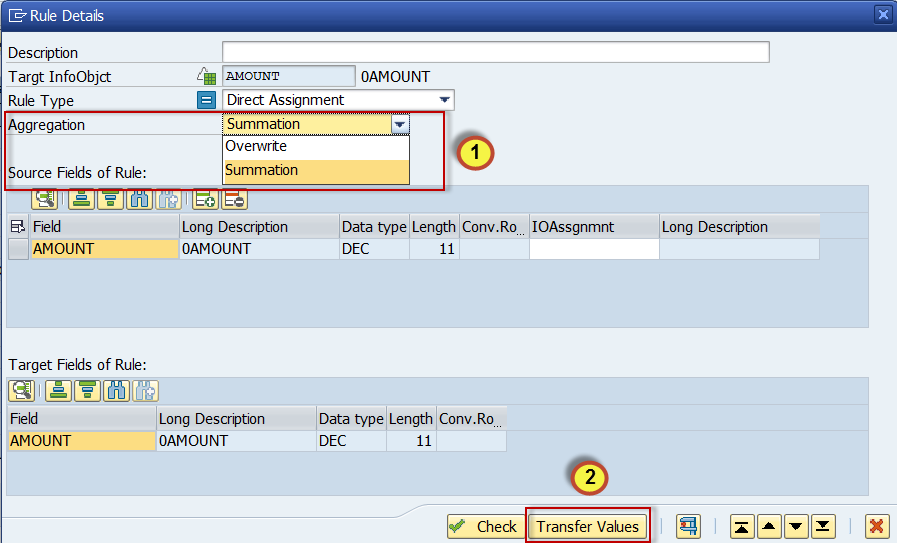 Rule Details
Description
Targt InfoObjct AMOUNT 0AMOUNT
Rule Type Direct Assignment
Aggregation Summation
Overwrite
Summation
1
Source Fields of Rule:
Field Long Description Data type Length Conv.Ro... IOAssgnmnt Long Description
AMOUNT 0AMOUNT DEC 11
Target Fields of Rule:
Field Long Description Data type Length Conv.Ro...
AMOUNT 0AMOUNT DEC 11
2
Check Transfer Values